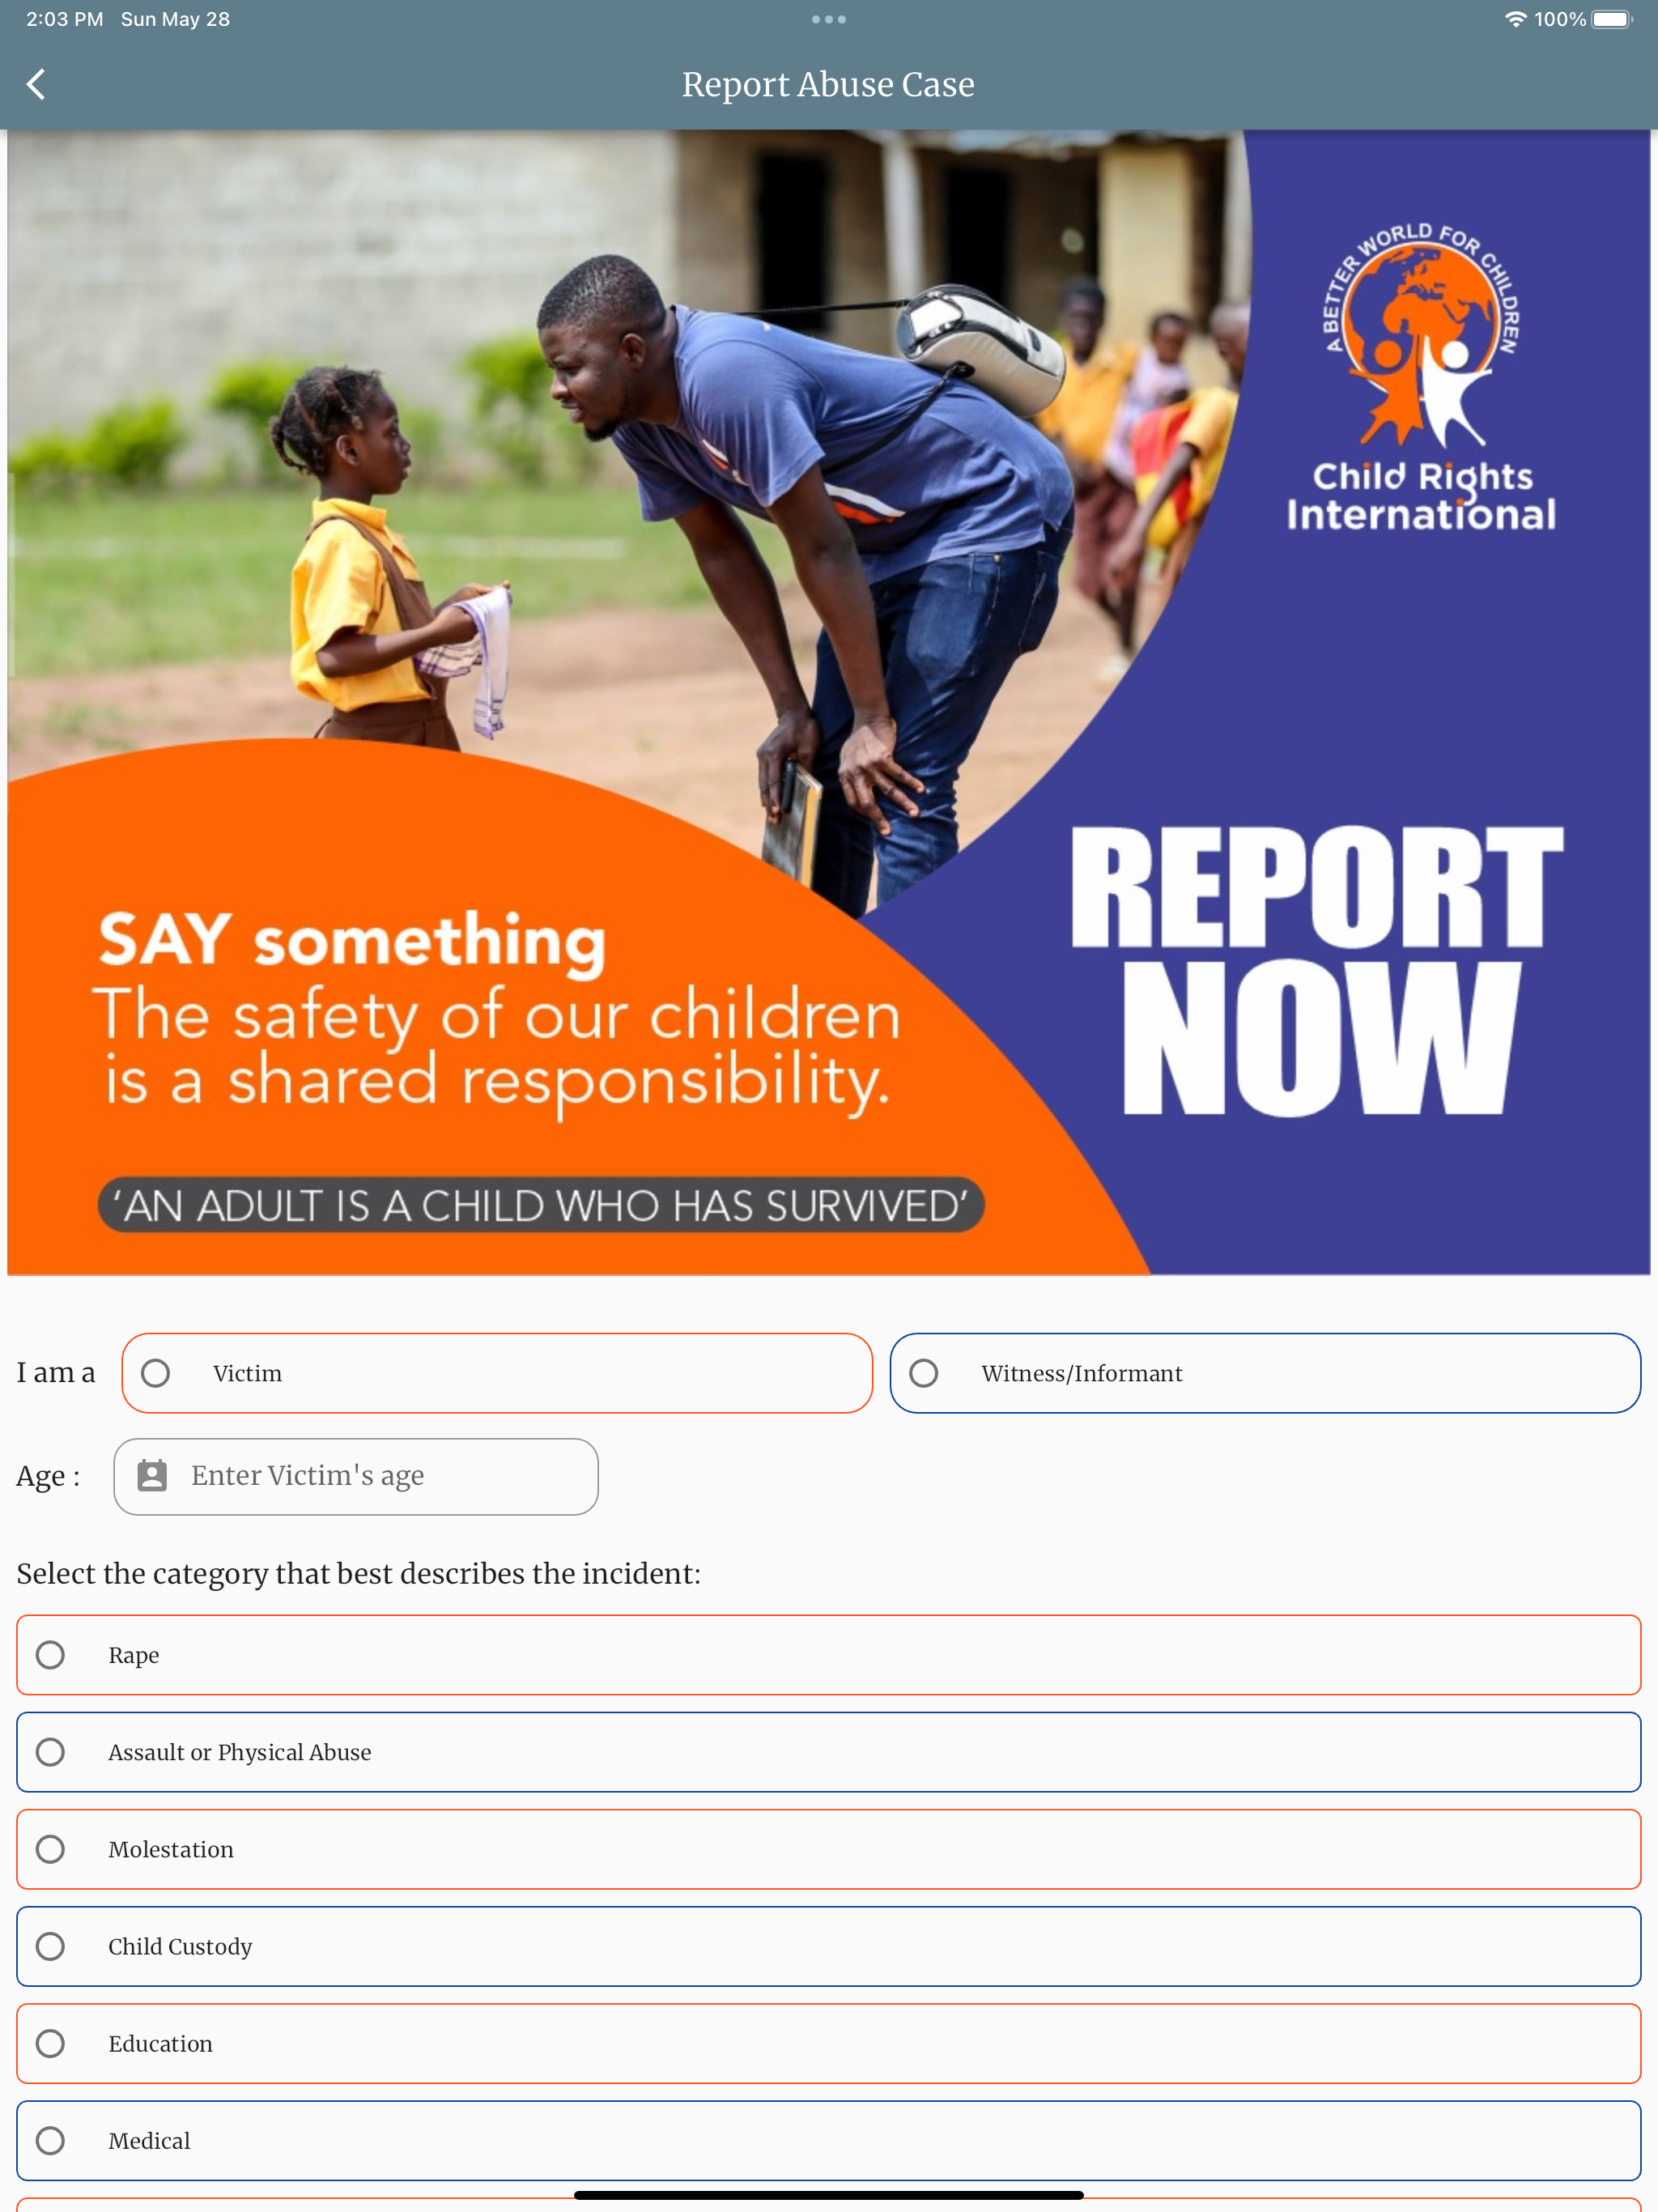 2:03 PM Sun May 28
100%
Report Abuse Case
A BETTER WORLD FOR CHILDREN
Child Rights
International
REPORT
NOW
SAY something
The safety of our children
is a shared responsibility.
‘AN ADULT IS A CHILD WHO HAS SURVIVED’
I am a
Victim
Witness/Informant
Age :
Enter Victim's age
Select the category that best describes the incident:
Rape
Assault or Physical Abuse
Molestation
Child Custody
Education
Medical